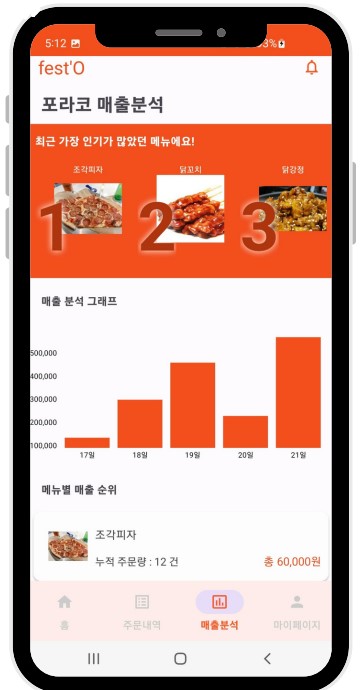 5:12
3%
fest'O
포라코 매출분석
최근 가장 인기가 많았던 메뉴에요!
조각피자 닭꼬치 닭강정
1 2 3
매출 분석 그래프
500,000
400,000
300,000
200,000
100,000
17일 18일 19일 20일 21일
메뉴별 매출 순위
조각피자
누적 주문량 : 12 건 총 60,000원
홈 주문내역 매출분석 마이페이지